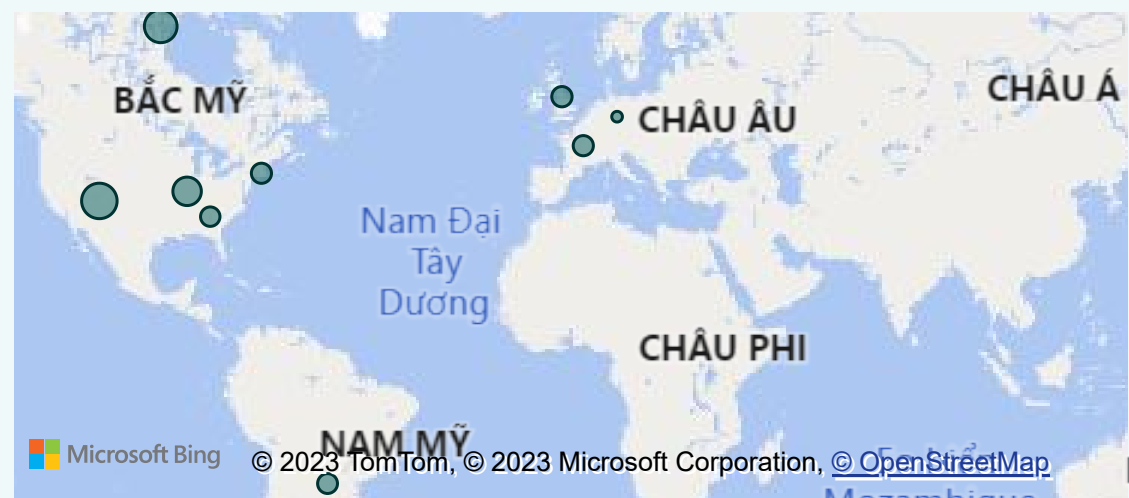 BẮC MỸ
CHÂU Á
CHÂU ÂU
Nam Đại
Tây
Dương
CHÂU PHI
NAM MỸ
Microsoft Bing
© 2023 TomTom, © 2023 Microsoft Corporation, © OpenStreetMap
Mozambique